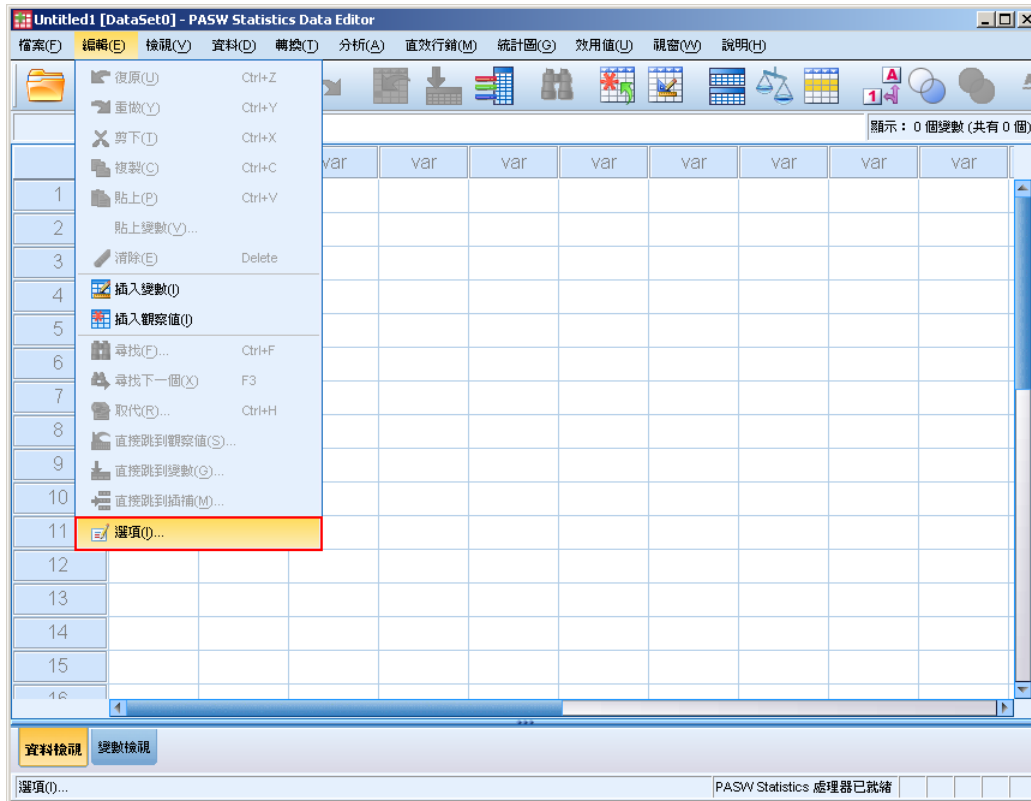 Untitled1 [DataSet0] - PASW Statistics Data Editor
檔案(F) 編輯(E) 檢視(V) 資料(D) 轉換(T) 分析(A) 直效行銷(M) 統計圖(G) 效用值(U) 視窗(W) 說明(H)
復原(U) Ctrl+Z
重做(Y) Ctrl+Y
剪下(T) Ctrl+X
複製(C) Ctrl+C
貼上(P) Ctrl+V
貼上變數(V)...
清除(E) Delete
插入變數(I)
插入觀察值(I)
尋找(F)... Ctrl+F
尋找下一個(X) F3
取代(R)... Ctrl+H
直接跳到觀察值(S)...
直接跳到變數(G)...
直接跳到插補(M)...
選項(I)...
A
1
顯示： 0 個變數 (共有 0 個)
var var var var var var var var
1
2
3
4
5
6
7
8
9
10
11
12
13
14
15
16
資料檢視 變數檢視
選項(I)... PASW Statistics 處理器已就緒